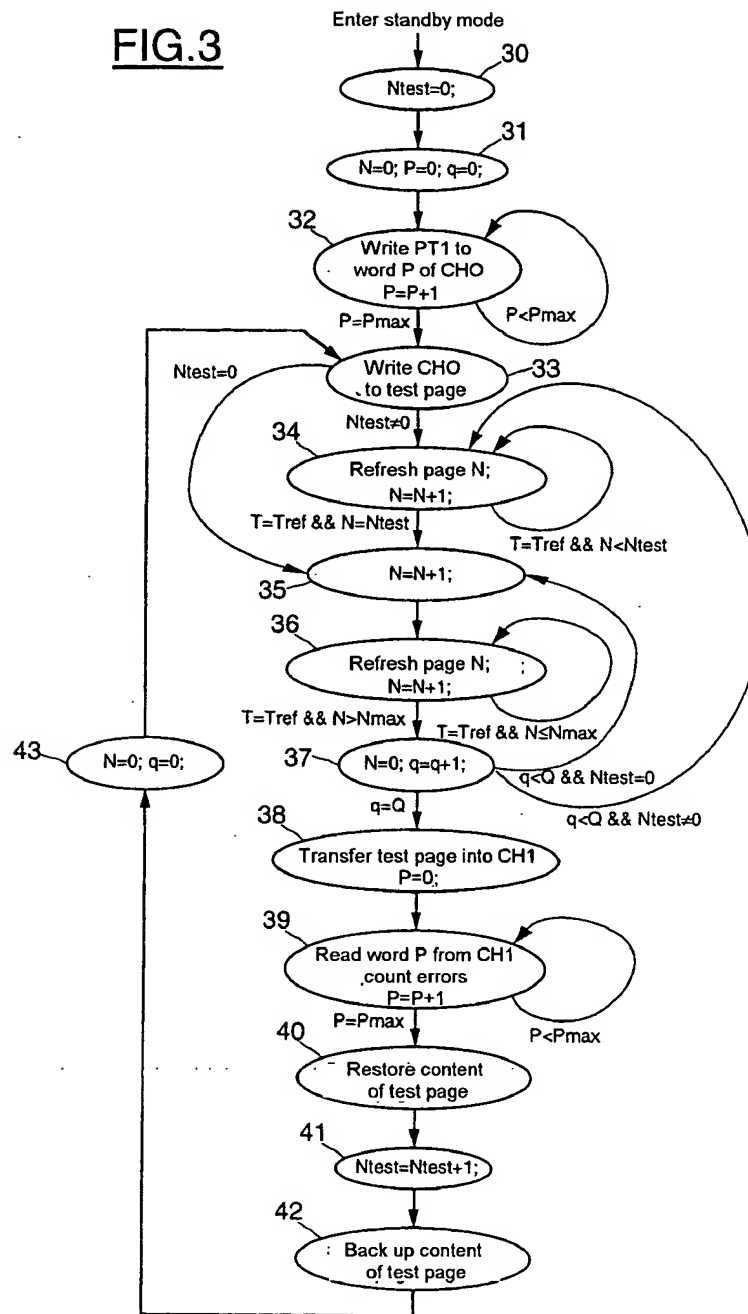 FIG.3
Enter standby mode
30
Ntest=0;
31
N=0; P=0; q=0;
32
Write PT1 to
word P of CHO
P=P+1
P<Pmax
P=Pmax
Ntest=0
Write CHO
to test page
33
Ntest≠0
34
Refresh page N;
N=N+1;
T=Tref && N=Ntest
T=Tref && N<Ntest
N=N+1;
35
36
Refresh page N; ;
N=N+1;
T=Tref && N>Nmax
T=Tref && N≤Nmax
43
N=0; q=0;
37
N=0; q=q+1;
q<Q && Ntest=0
q<Q && Ntest≠0
q=Q
38
Transfer test page into CH1
P=0;
39
Read word P from CH1
count errors
P=P+1
P=Pmax
P<Pmax
40
Restore content
of test page
41
Ntest=Ntest+1;
42
Back up content
of test page